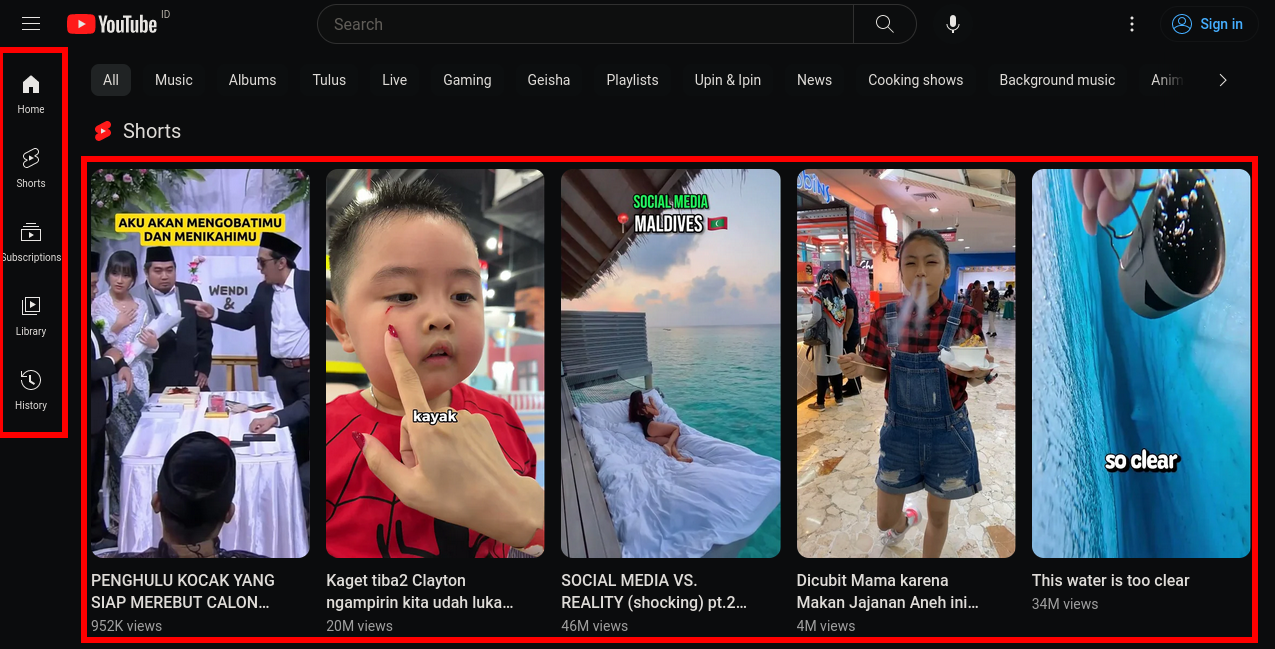 YouTube ID
Search
Sign in
Home
Shorts
Subscriptions
Library
History
All
Music
Albums
Tulus
Live
Gaming
Geisha
Playlists
Upin & Ipin
News
Cooking shows
Background music
Anim
Shorts
AKU AKAN MENGOBATIMU
DAN MENIKAHIMU
WENDI
&
PENGHULU KOCAK YANG
SIAP MEREBUT CALON…
952K views
kayak
Kaget tiba2 Clayton
ngampirin kita udah luka…
20M views
SOCIAL MEDIA
MALDIVES
SOCIAL MEDIA VS.
REALITY (shocking) pt.2…
46M views
Dicubit Mama karena
Makan Jajanan Aneh ini…
4M views
so clear
This water is too clear
34M views